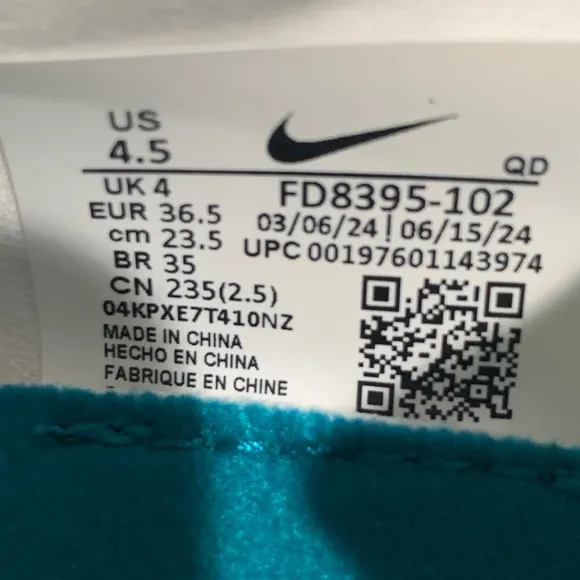 US
4.5
QD
UK 4
FD8395-102
EUR 36.5
03/06/24 | 06/15/24
cm 23.5
UPC 00197601143974
BR 35
CN 235(2.5)
04KPXE7T410NZ
MADE IN CHINA
HECHO EN CHINA
FABRIQUE EN CHINE